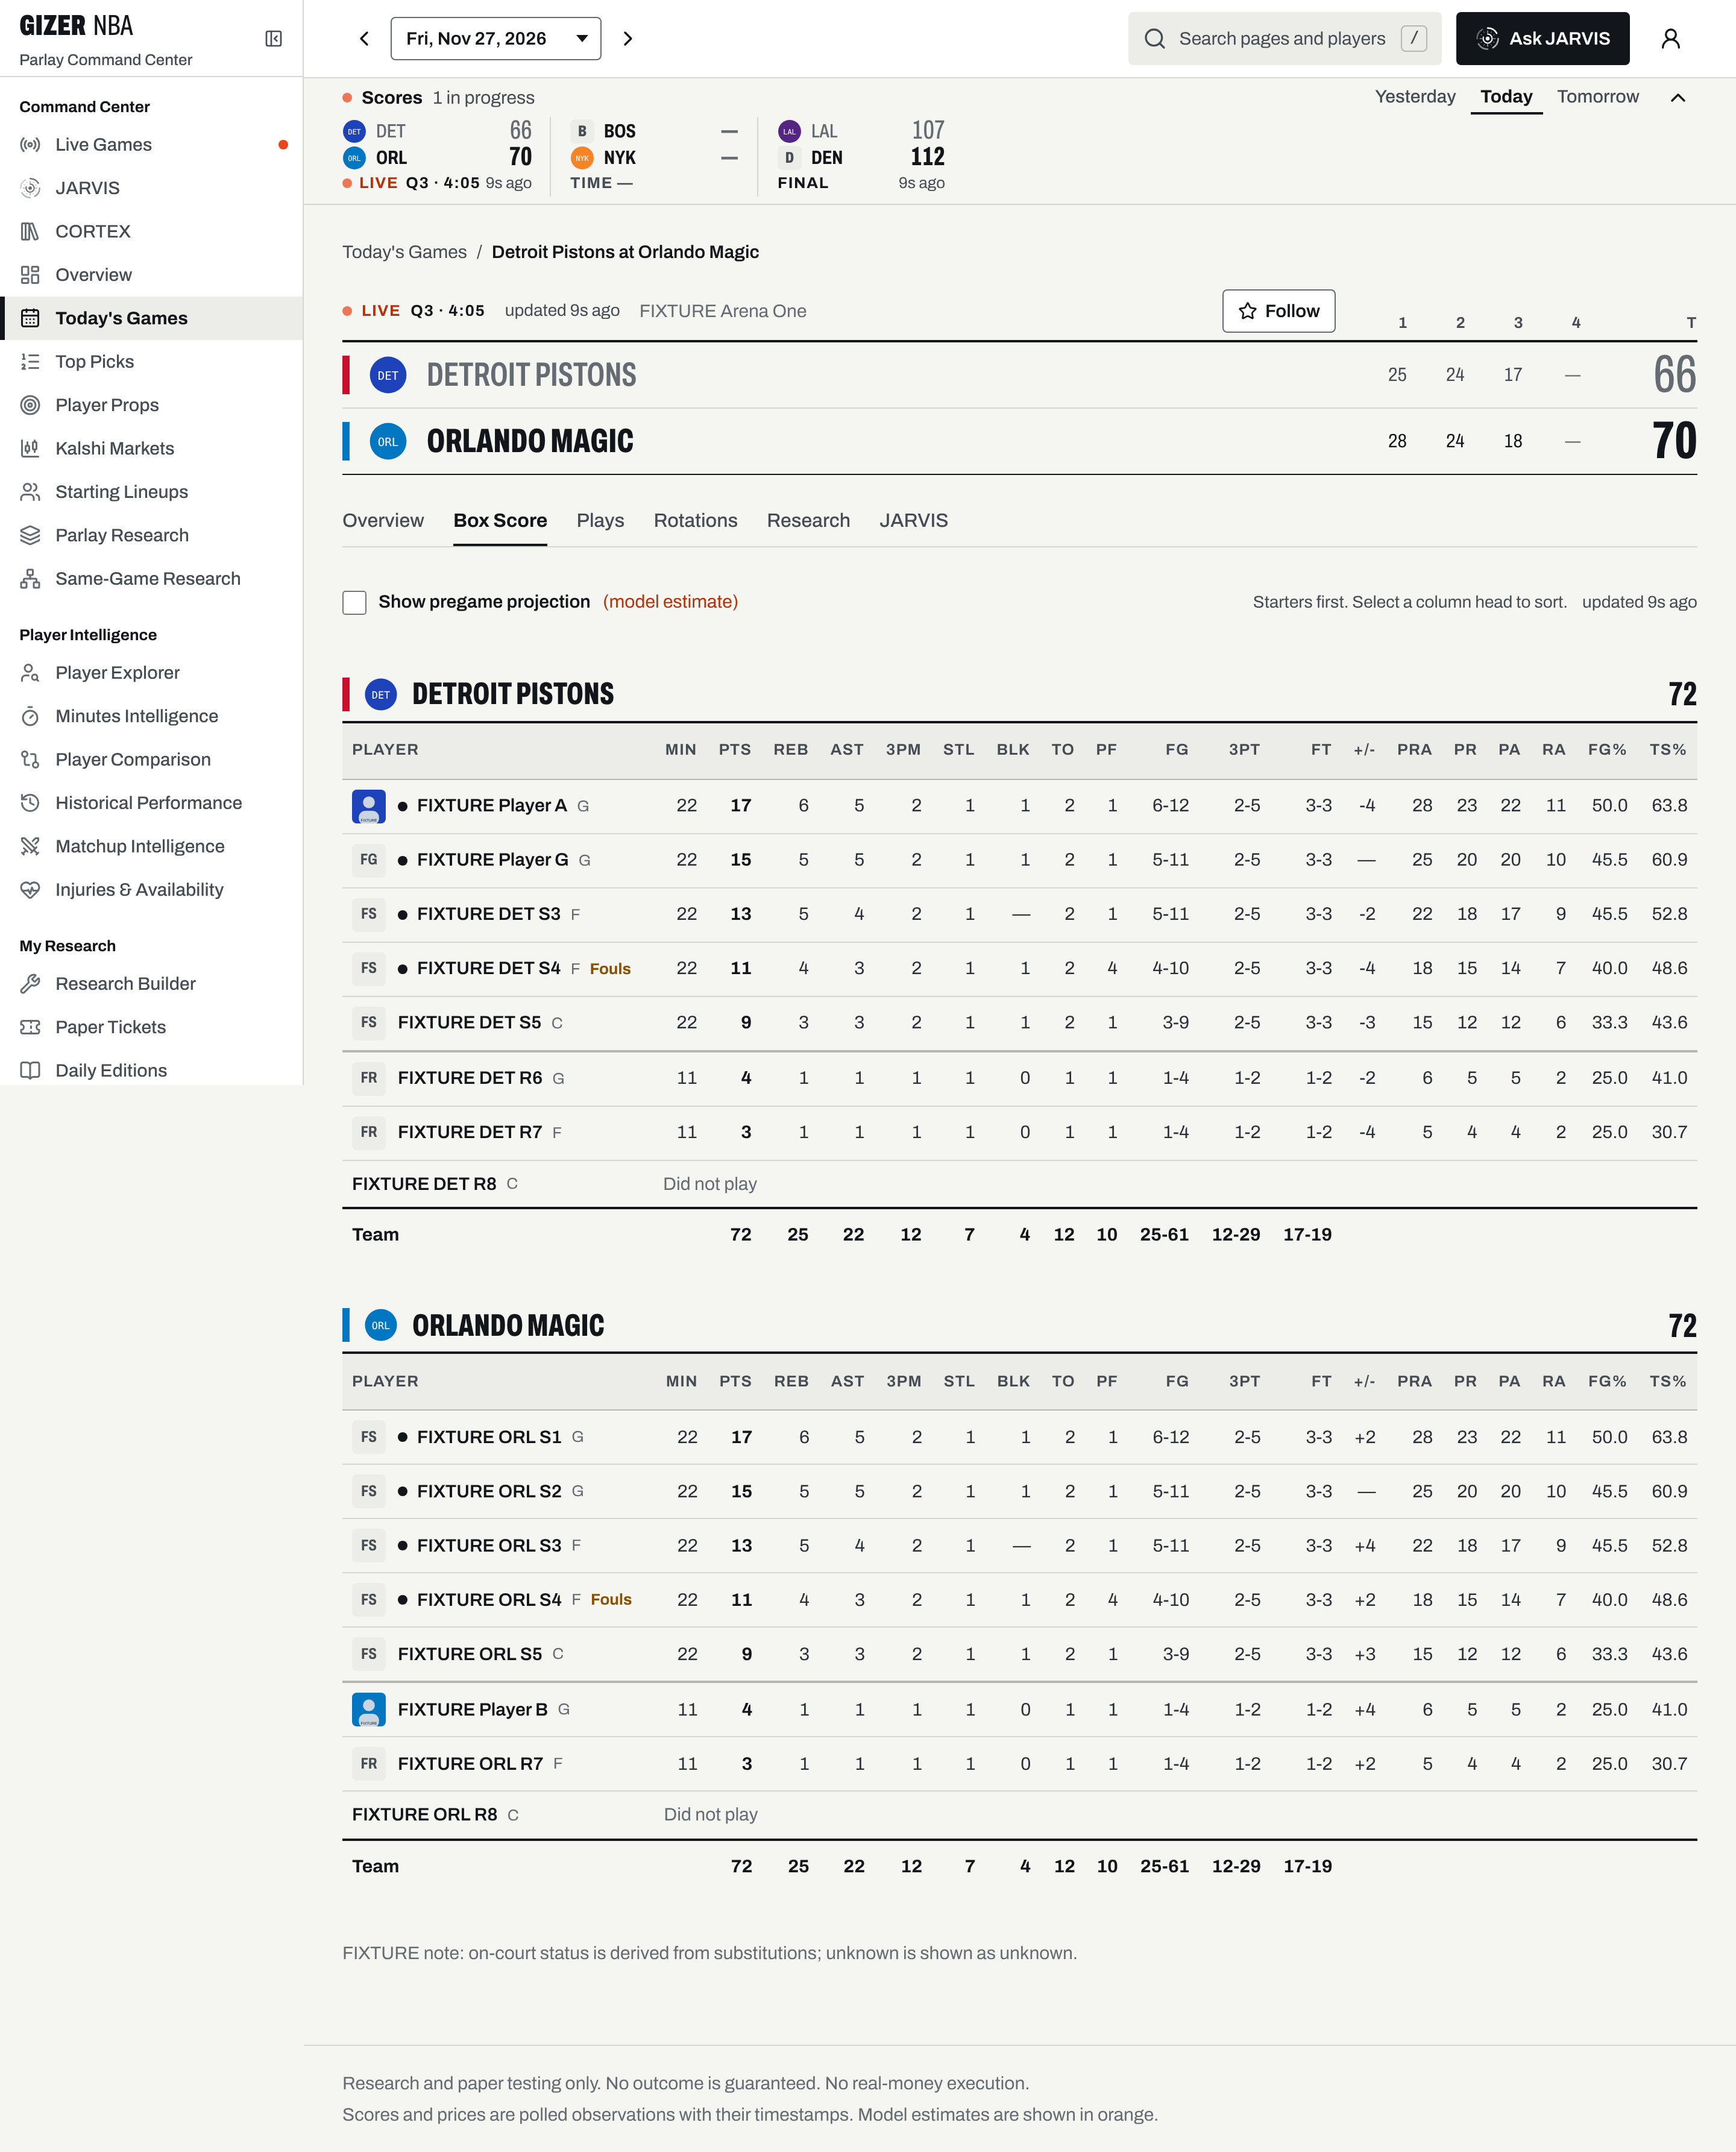 GIZER NBA
Parlay Command Center
Command Center
Live Games
JARVIS
CORTEX
Overview
Today's Games
Top Picks
Player Props
Kalshi Markets
Starting Lineups
Parlay Research
Same-Game Research
Player Intelligence
Player Explorer
Minutes Intelligence
Player Comparison
Historical Performance
Matchup Intelligence
Injuries & Availability
My Research
Research Builder
Paper Tickets
Daily Editions
Fri, Nov 27, 2026
Search pages and players /
Ask JARVIS
Scores 1 in progress
Yesterday Today Tomorrow
DET DET 66
ORL ORL 70
LIVE Q3 · 4:05 9s ago
B BOS —
NYK NYK —
TIME —
LAL LAL 107
D DEN 112
FINAL 9s ago
Today's Games / Detroit Pistons at Orlando Magic
LIVE Q3 · 4:05 updated 9s ago FIXTURE Arena One Follow 1 2 3 4 T
DET DETROIT PISTONS 25 24 17 — 66
ORL ORLANDO MAGIC 28 24 18 — 70
Overview Box Score Plays Rotations Research JARVIS
Show pregame projection (model estimate) Starters first. Select a column head to sort. updated 9s ago
DET DETROIT PISTONS 72
PLAYER MIN PTS REB AST 3PM STL BLK TO PF FG 3PT FT +/- PRA PR PA RA FG% TS%
FIXTURE FIXTURE Player A G 22 17 6 5 2 1 1 2 1 6-12 2-5 3-3 -4 28 23 22 11 50.0 63.8
FG FIXTURE Player G G 22 15 5 5 2 1 1 2 1 5-11 2-5 3-3 — 25 20 20 10 45.5 60.9
FS FIXTURE DET S3 F 22 13 5 4 2 1 — 2 1 5-11 2-5 3-3 -2 22 18 17 9 45.5 52.8
FS FIXTURE DET S4 F Fouls 22 11 4 3 2 1 1 2 4 4-10 2-5 3-3 -4 18 15 14 7 40.0 48.6
FS FIXTURE DET S5 C 22 9 3 3 2 1 1 2 1 3-9 2-5 3-3 -3 15 12 12 6 33.3 43.6
FR FIXTURE DET R6 G 11 4 1 1 1 1 0 1 1 1-4 1-2 1-2 -2 6 5 5 2 25.0 41.0
FR FIXTURE DET R7 F 11 3 1 1 1 1 0 1 1 1-4 1-2 1-2 -4 5 4 4 2 25.0 30.7
FIXTURE DET R8 C Did not play
Team 72 25 22 12 7 4 12 10 25-61 12-29 17-19
ORL ORLANDO MAGIC 72
PLAYER MIN PTS REB AST 3PM STL BLK TO PF FG 3PT FT +/- PRA PR PA RA FG% TS%
FS FIXTURE ORL S1 G 22 17 6 5 2 1 1 2 1 6-12 2-5 3-3 +2 28 23 22 11 50.0 63.8
FS FIXTURE ORL S2 G 22 15 5 5 2 1 1 2 1 5-11 2-5 3-3 — 25 20 20 10 45.5 60.9
FS FIXTURE ORL S3 F 22 13 5 4 2 1 — 2 1 5-11 2-5 3-3 +4 22 18 17 9 45.5 52.8
FS FIXTURE ORL S4 F Fouls 22 11 4 3 2 1 1 2 4 4-10 2-5 3-3 +2 18 15 14 7 40.0 48.6
FS FIXTURE ORL S5 C 22 9 3 3 2 1 1 2 1 3-9 2-5 3-3 +3 15 12 12 6 33.3 43.6
FIXTURE FIXTURE Player B G 11 4 1 1 1 1 0 1 1 1-4 1-2 1-2 +4 6 5 5 2 25.0 41.0
FR FIXTURE ORL R7 F 11 3 1 1 1 1 0 1 1 1-4 1-2 1-2 +2 5 4 4 2 25.0 30.7
FIXTURE ORL R8 C Did not play
Team 72 25 22 12 7 4 12 10 25-61 12-29 17-19
FIXTURE note: on-court status is derived from substitutions; unknown is shown as unknown.
Research and paper testing only. No outcome is guaranteed. No real-money execution.
Scores and prices are polled observations with their timestamps. Model estimates are shown in orange.